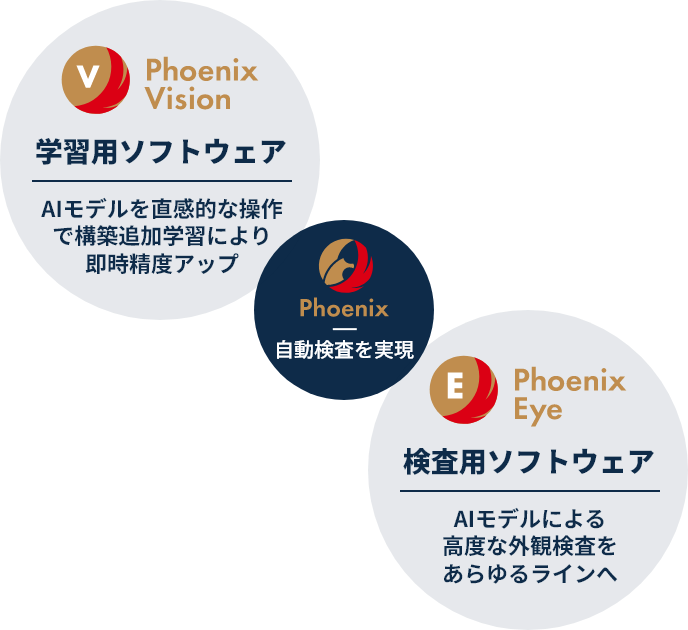 V
Phoenix
Vision
学習用ソフトウェア
AIモデルを直感的な操作
で構築追加学習により
即時精度アップ
Phoenix
自動検査を実現
E
Phoenix
Eye
検査用ソフトウェア
AIモデルによる
高度な外観検査を
あらゆるラインへ